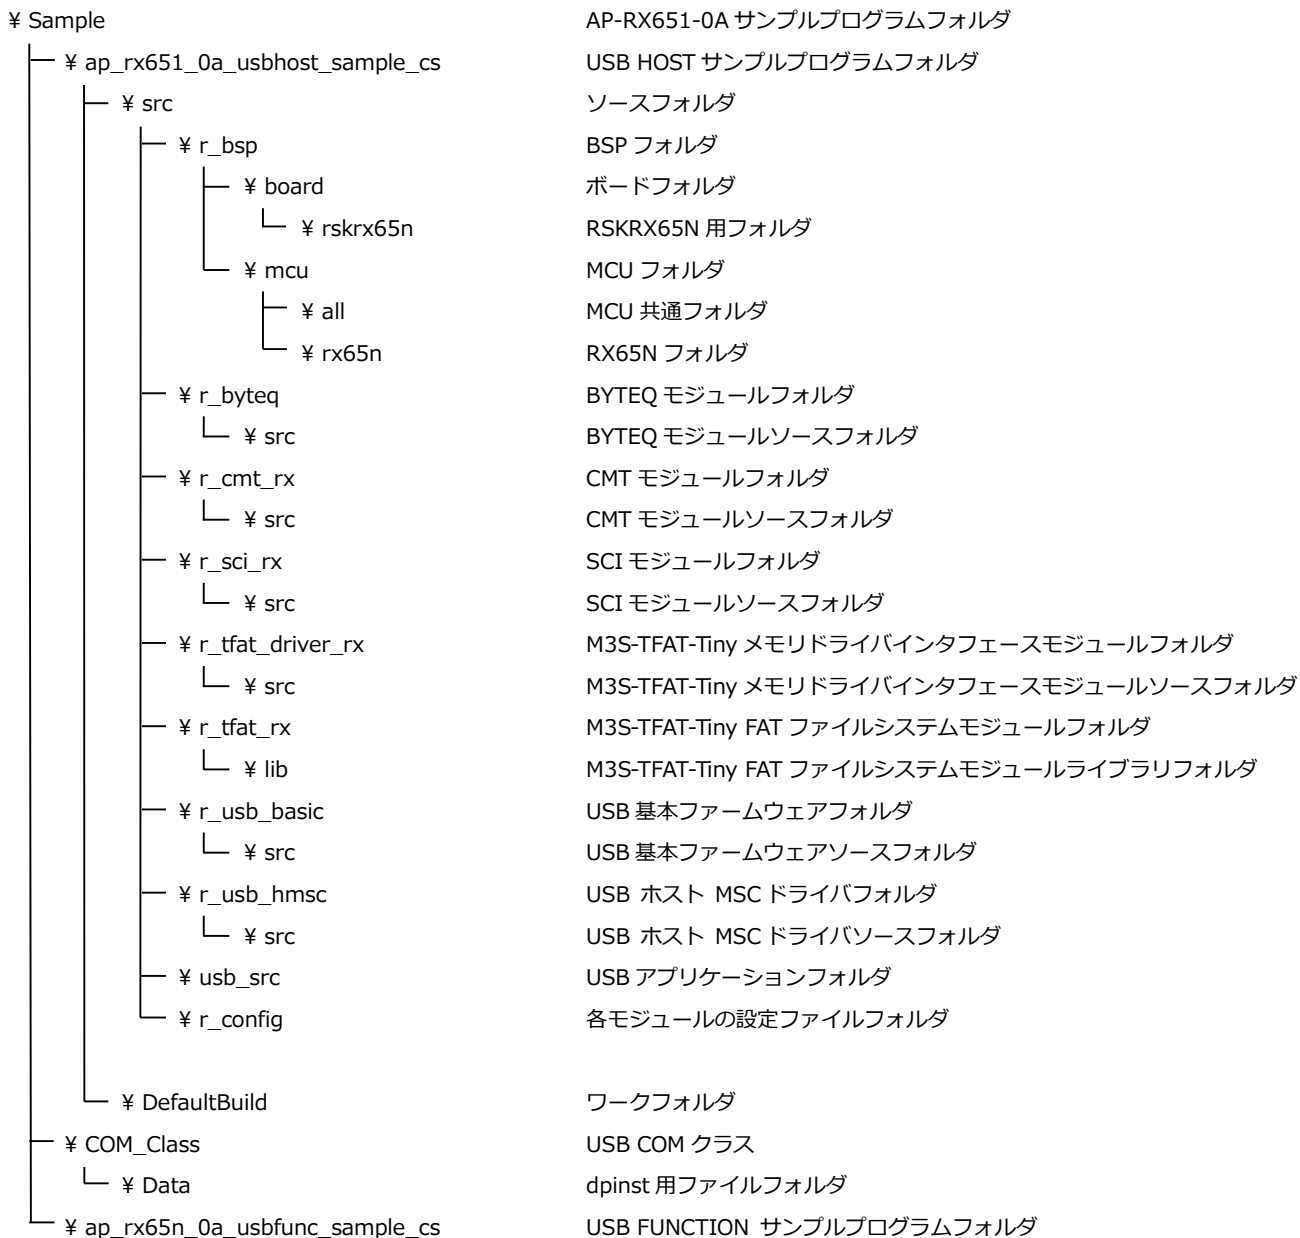 ¥ Sample AP-RX651-0A サンプルプログラムフォルダ
¥ ap_rx651_0a_usbhost_sample_cs USB HOST サンプルプログラムフォルダ
¥ src ソースフォルダ
¥ r_bsp BSP フォルダ
¥ board ボードフォルダ
¥ rskrx65n RSKRX65N 用フォルダ
¥ mcu MCU フォルダ
¥ all MCU 共通フォルダ
¥ rx65n RX65N フォルダ
¥ r_byteq BYTEQ モジュールフォルダ
¥ src BYTEQ モジュールソースフォルダ
¥ r_cmt_rx CMT モジュールフォルダ
¥ src CMT モジュールソースフォルダ
¥ r_sci_rx SCI モジュールフォルダ
¥ src SCI モジュールソースフォルダ
¥ r_tfat_driver_rx M3S-TFAT-Tiny メモリドライバインタフェースモジュールフォルダ
¥ src M3S-TFAT-Tiny メモリドライバインタフェースモジュールソースフォルダ
¥ r_tfat_rx M3S-TFAT-Tiny FAT ファイルシステムモジュールフォルダ
¥ lib M3S-TFAT-Tiny FAT ファイルシステムモジュールライブラリフォルダ
¥ r_usb_basic USB 基本ファームウェアフォルダ
¥ src USB 基本ファームウェアソースフォルダ
¥ r_usb_hmsc USB ホスト MSC ドライバフォルダ
¥ src USB ホスト MSC ドライバソースフォルダ
¥ usb_src USB アプリケーションフォルダ
¥ r_config 各モジュールの設定ファイルフォルダ
¥ DefaultBuild ワークフォルダ
¥ COM_Class USB COM クラス
¥ Data dpinst 用ファイルフォルダ
¥ ap_rx65n_0a_usbfunc_sample_cs USB FUNCTION サンプルプログラムフォルダ